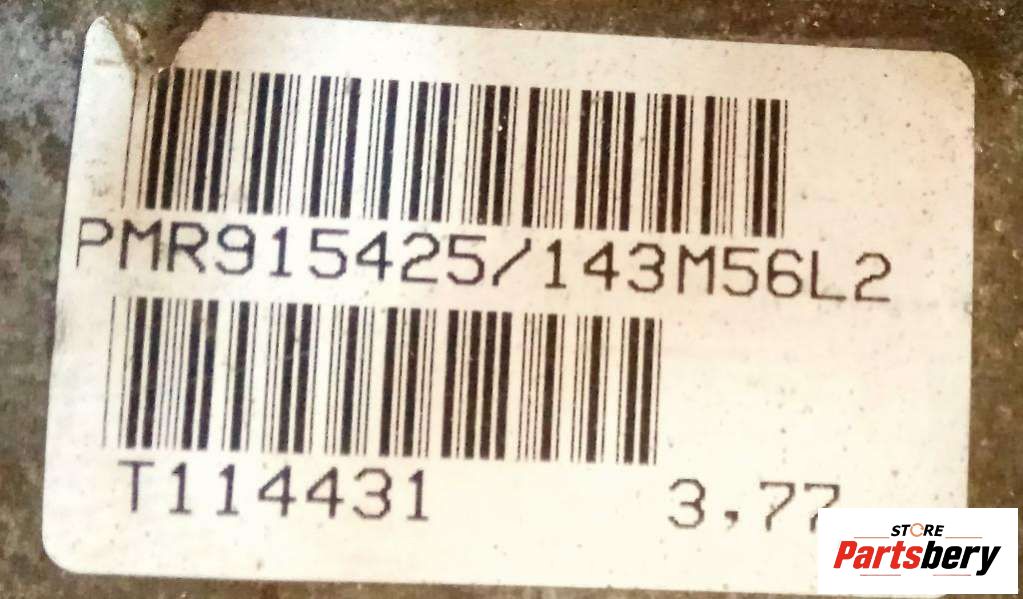 PMR915425/143M56L2
T114431 3,77
STORE
Partsbery